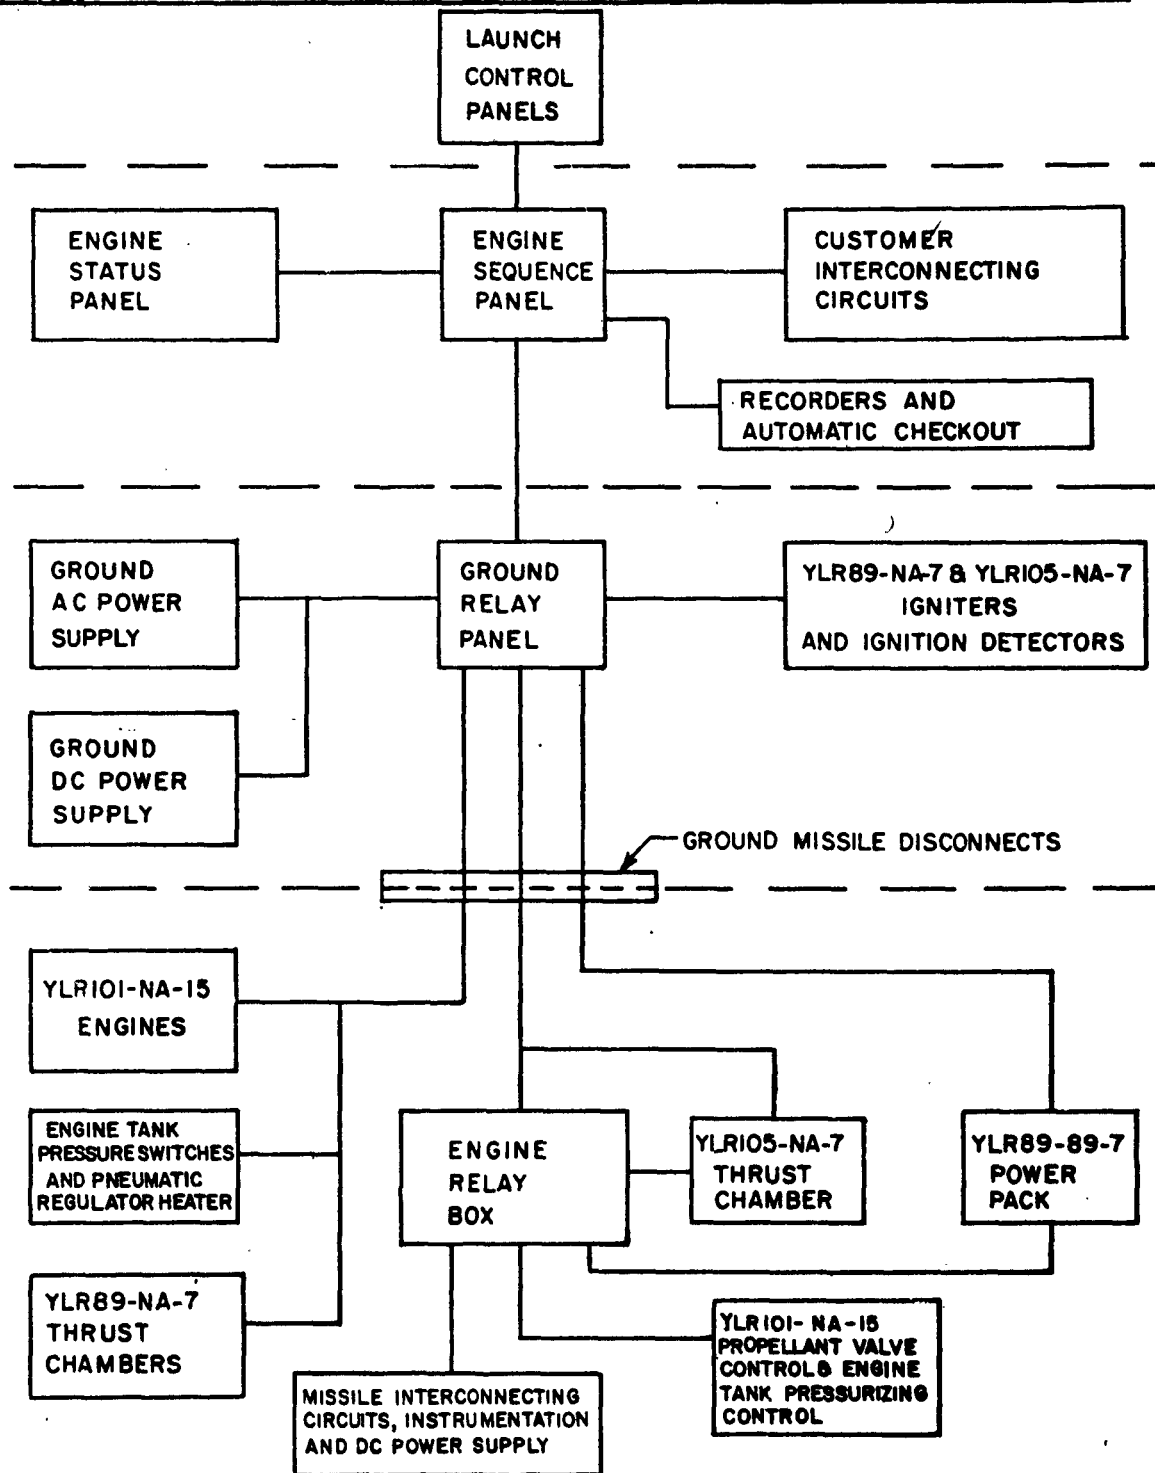 LAUNCH
CONTROL
PANELS
ENGINE
STATUS
PANEL
ENGINE
SEQUENCE
PANEL
CUSTOMER
INTERCONNECTING
CIRCUITS
RECORDERS AND
AUTOMATIC CHECKOUT
GROUND
AC POWER
SUPPLY
GROUND
RELAY
PANEL
YLR89-NA-7 & YLR105-NA-7
IGNITERS
AND IGNITION DETECTORS
GROUND
DC POWER
SUPPLY
GROUND MISSILE DISCONNECTS
YLR101-NA-15
ENGINES
ENGINE TANK
PRESSURE SWITCHES
AND PNEUMATIC
REGULATOR HEATER
ENGINE
RELAY
BOX
YLR105-NA-7
THRUST
CHAMBER
YLR89-89-7
POWER
PACK
YLR89-NA-7
THRUST
CHAMBERS
YLR101-NA-15
PROPELLANT VALVE
CONTROL& ENGINE
TANK PRESSURIZING
CONTROL
MISSILE INTERCONNECTING
CIRCUITS, INSTRUMENTATION
AND DC POWER SUPPLY